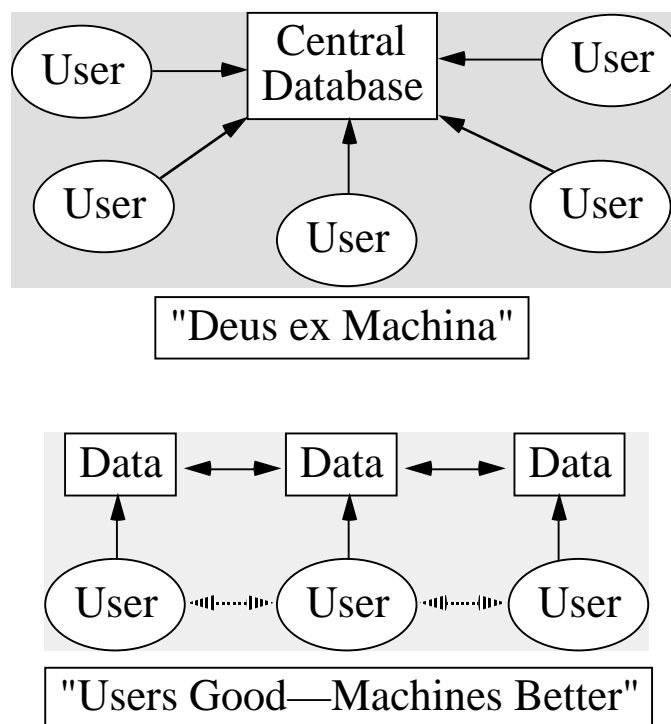 User
Central
Database
User
User
User
User
"Deus ex Machina"
Data
Data
Data
User
User
User
"Users Good—Machines Better"